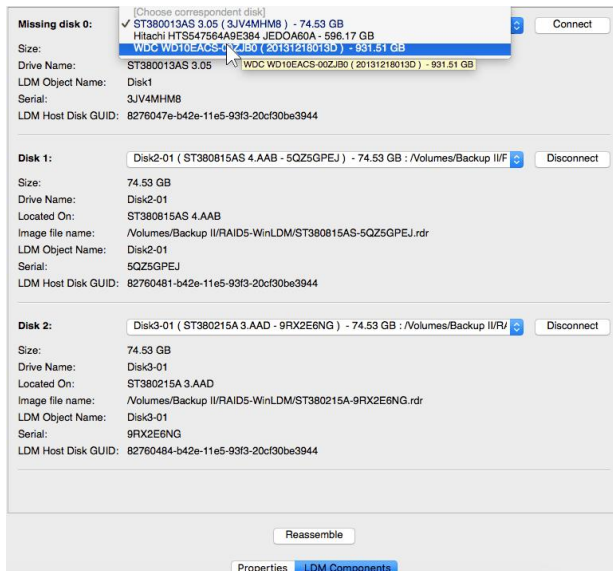 [Choose correspondent disk]
Missing disk 0: ✓ ST380013AS 3.05 ( 3JV4MHM8 ) - 74.53 GB Connect
Hitachi HTS547564A9E384 JEDOA60A - 596.17 GB
WDC WD10EACS-00ZJB0 ( 20131218013D ) - 931.51 GB
Size:
WDC WD10EACS-00ZJB0 ( 20131218013D ) - 931.51 GB
Drive Name: ST380013AS 3.05
LDM Object Name: Disk1
Serial: 3JV4MHM8
LDM Host Disk GUID: 8276047e-b42e-11e5-93f3-20cf30be3944
Disk 1: Disk2-01 ( ST380815AS 4.AAB - 5QZ5GPEJ ) - 74.53 GB : /Volumes/Backup II/F Disconnect
Size: 74.53 GB
Drive Name: Disk2-01
Located On: ST380815AS 4.AAB
Image file name: /Volumes/Backup II/RAID5-WinLDM/ST380815AS-5QZ5GPEJ.rdr
LDM Object Name: Disk2-01
Serial: 5QZ5GPEJ
LDM Host Disk GUID: 82760481-b42e-11e5-93f3-20cf30be3944
Disk 2: Disk3-01 ( ST380215A 3.AAD - 9RX2E6NG ) - 74.53 GB : /Volumes/Backup II/R/ Disconnect
Size: 74.53 GB
Drive Name: Disk3-01
Located On: ST380215A 3.AAD
Image file name: /Volumes/Backup II/RAID5-WinLDM/ST380215A-9RX2E6NG.rdr
LDM Object Name: Disk3-01
Serial: 9RX2E6NG
LDM Host Disk GUID: 82760484-b42e-11e5-93f3-20cf30be3944
Reassemble
Properties LDM Components